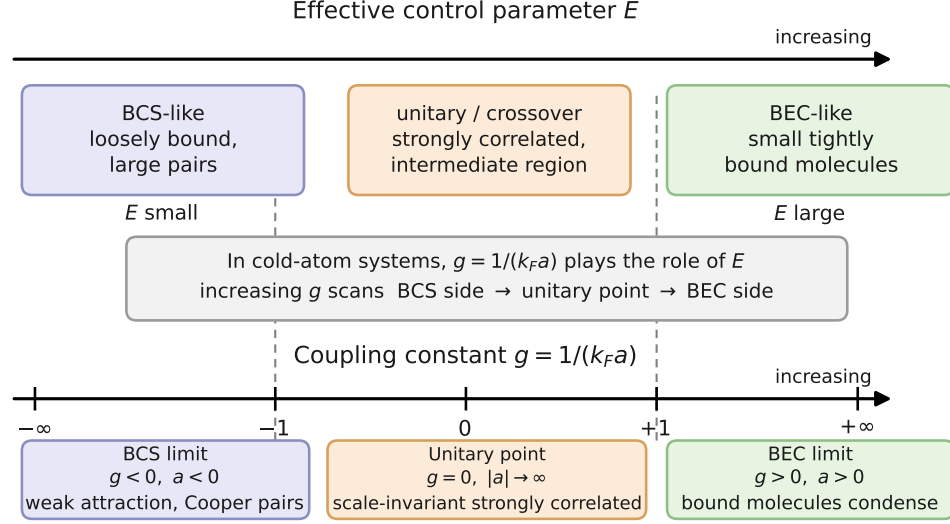 Effective control parameter E
increasing
BCS-like
loosely bound,
large pairs
unitary / crossover
strongly correlated,
intermediate region
BEC-like
small tightly
bound molecules
E small
E large
In cold-atom systems, g = 1/(k_F a) plays the role of E
increasing g scans  BCS side → unitary point → BEC side
Coupling constant g = 1/(k_F a)
increasing
−∞
−1
0
+1
+∞
BCS limit
g < 0, a < 0
weak attraction, Cooper pairs
Unitary point
g = 0, |a| → ∞
scale-invariant strongly correlated
BEC limit
g > 0, a > 0
bound molecules condense